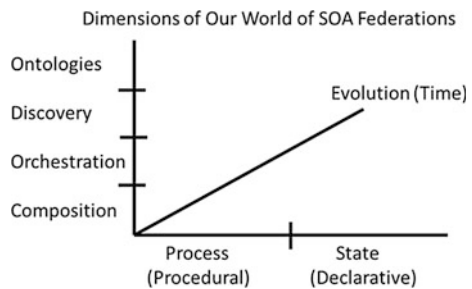 Dimensions of Our World of SOA Federations
Ontologies
Evolution (Time)
Discovery
Orchestration
Composition
Process
(Procedural)
State
(Declarative)